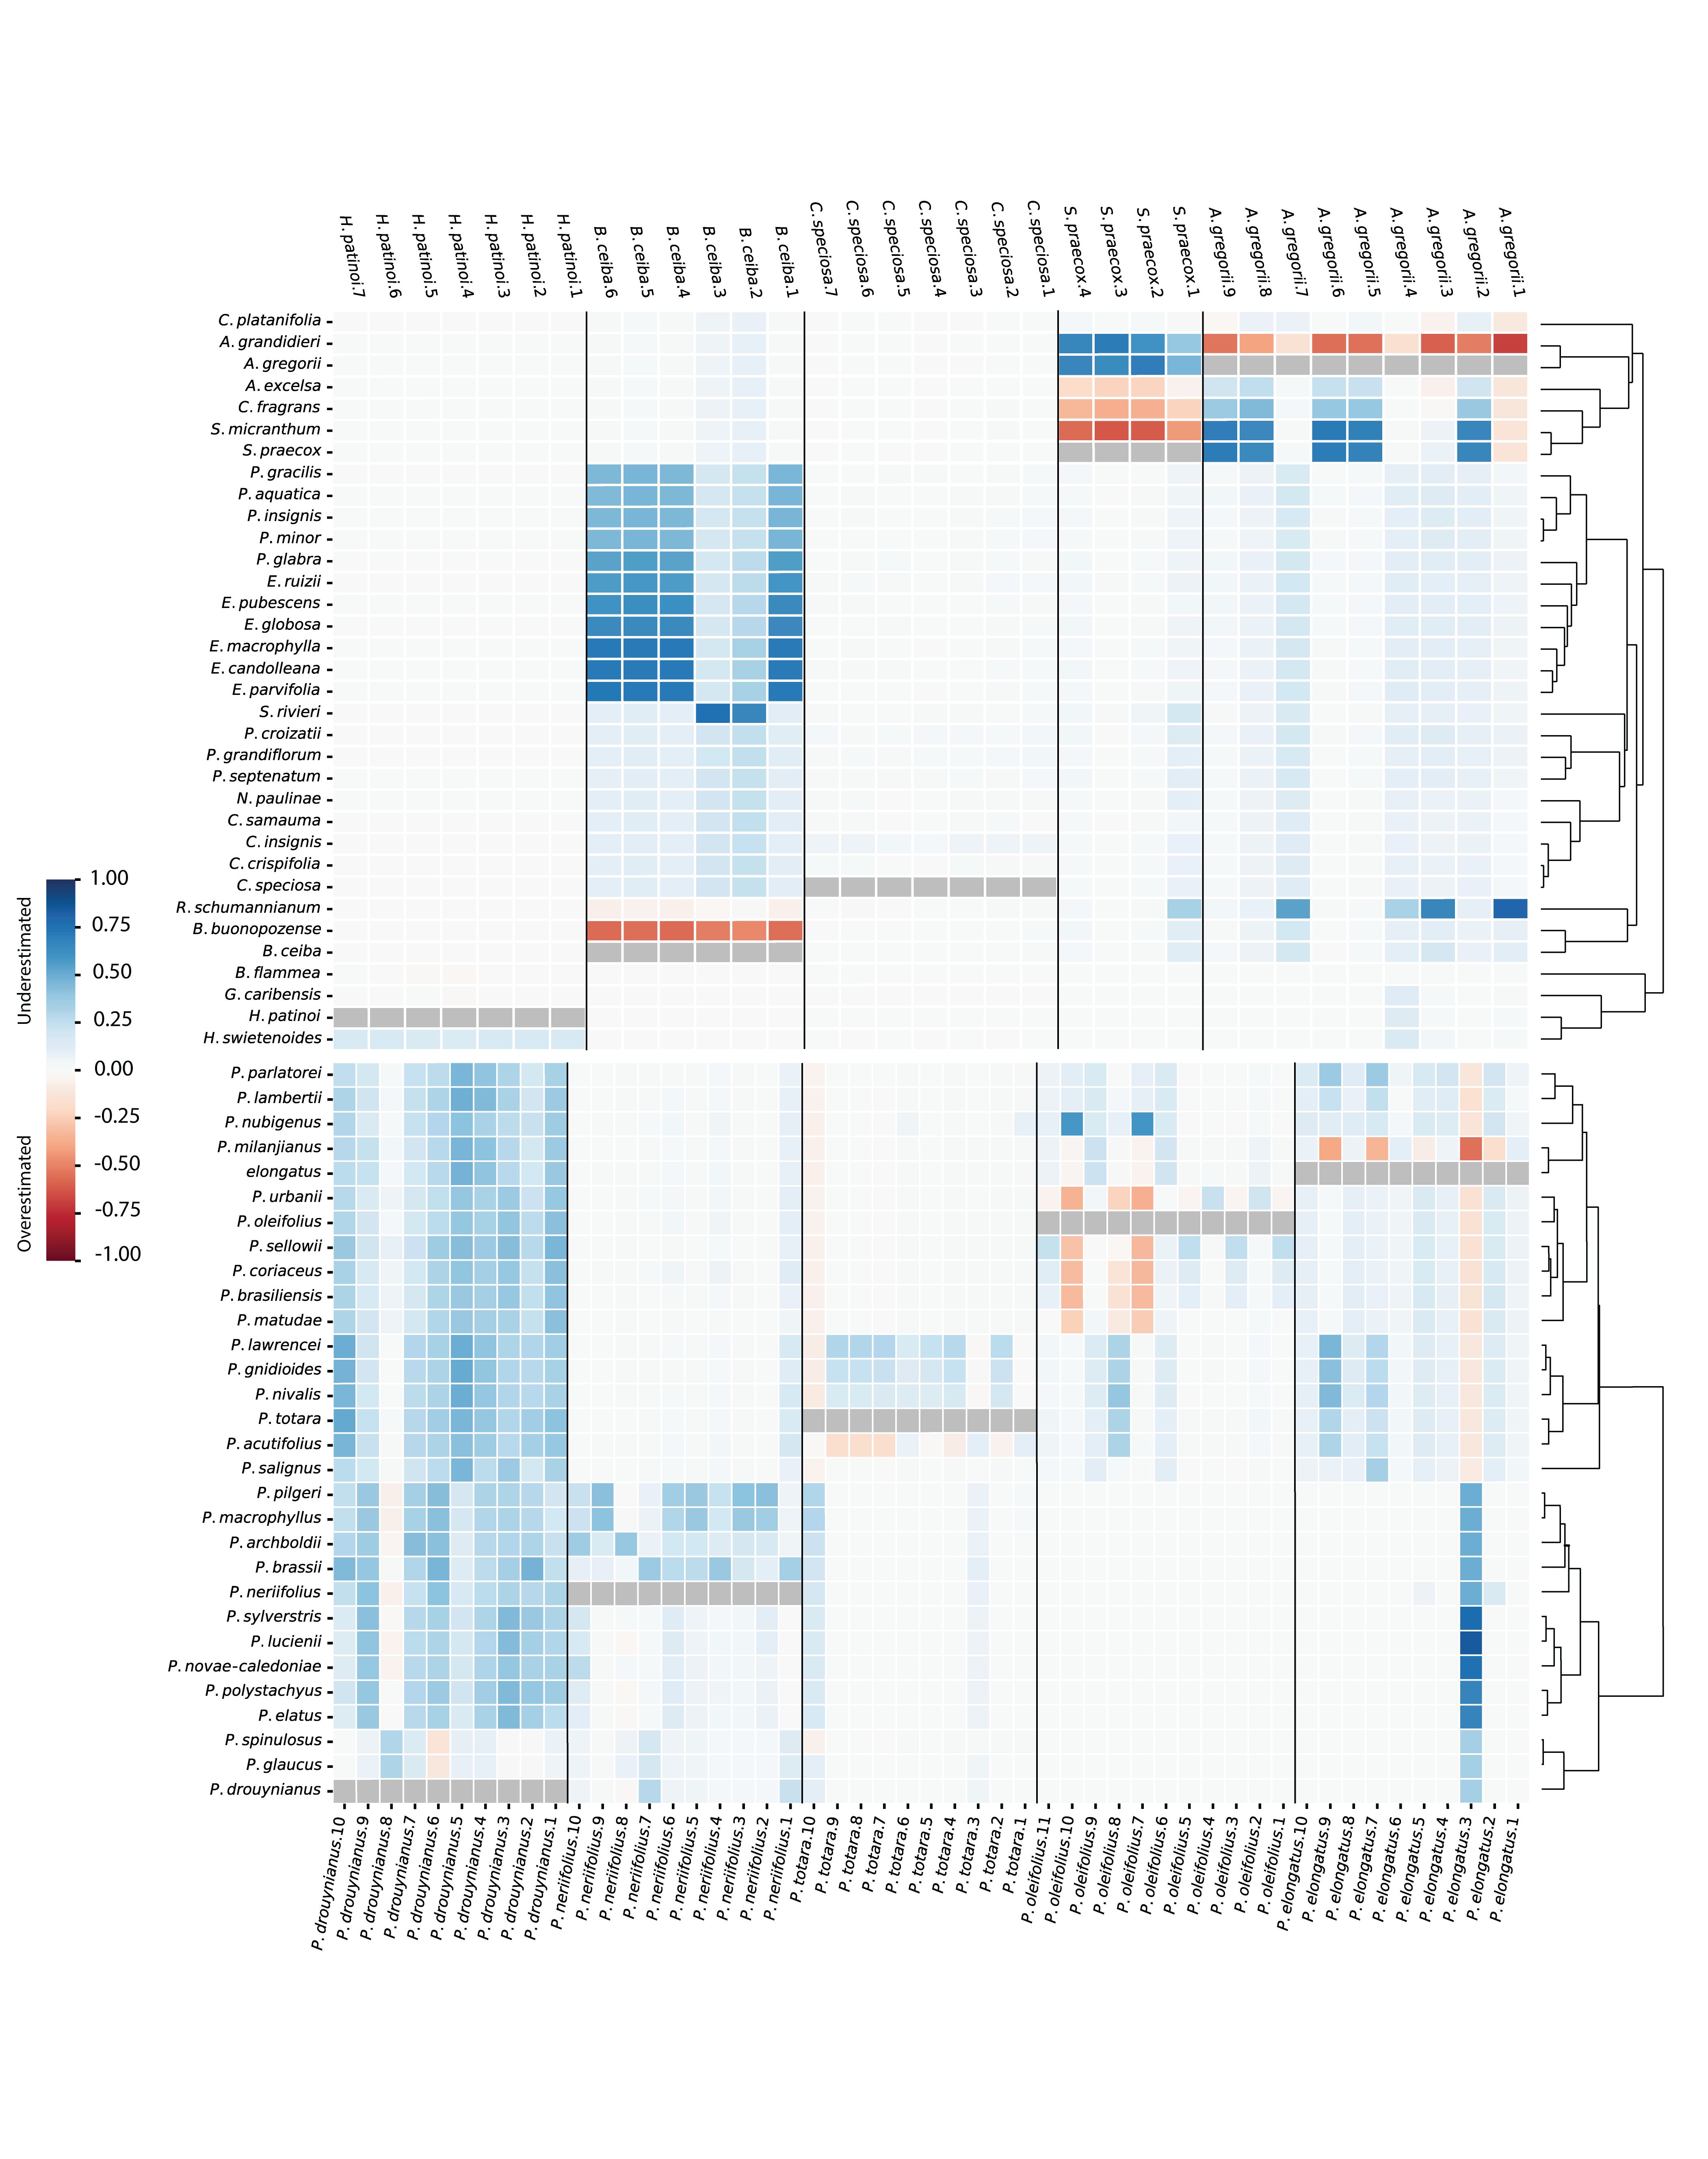 H. patinoi.7
H. patinoi.6
H. patinoi.5
H. patinoi.4
H. patinoi.3
H. patinoi.2
H. patinoi.1
B. ceiba.6
B. ceiba.5
B. ceiba.4
B. ceiba.3
B. ceiba.2
B. ceiba.1
C. speciosa.7
C. speciosa.6
C. speciosa.5
C. speciosa.4
C. speciosa.3
C. speciosa.2
C. speciosa.1
S. praecox.4
S. praecox.3
S. praecox.2
S. praecox.1
A. gregorii.9
A. gregorii.8
A. gregorii.7
A. gregorii.6
A. gregorii.5
A. gregorii.4
A. gregorii.3
A. gregorii.2
A. gregorii.1
C. platanifolia
A. grandidieri
A. gregorii
A. excelsa
C. fragrans
S. micranthum
S. praecox
P. gracilis
P. aquatica
P. insignis
P. minor
P. glabra
E. ruizii
E. pubescens
E. globosa
E. macrophylla
E. candolleana
E. parvifolia
S. rivieri
P. croizatii
P. grandiflorum
P. septenatum
N. paulinae
C. samauma
C. insignis
C. crispifolia
C. speciosa
R. schumannianum
B. buonopozense
B. ceiba
B. flammea
G. caribensis
H. patinoi
H. swietenoides
Underestimated
Overestimated
1.00
0.75
0.50
0.25
0.00
-0.25
-0.50
-0.75
-1.00
P. parlatorei
P. lambertii
P. nubigenus
P. milanjianus
elongatus
P. urbanii
P. oleifolius
P. sellowii
P. coriaceus
P. brasiliensis
P. matudae
P. lawrencei
P. gnidioides
P. nivalis
P. totara
P. acutifolius
P. salignus
P. pilgeri
P. macrophyllus
P. archboldii
P. brassii
P. neriifolius
P. sylverstris
P. lucienii
P. novae-caledoniae
P. polystachyus
P. elatus
P. spinulosus
P. glaucus
P. drouynianus
P. drouynianus.10
P. drouynianus.9
P. drouynianus.8
P. drouynianus.7
P. drouynianus.6
P. drouynianus.5
P. drouynianus.4
P. drouynianus.3
P. drouynianus.2
P. drouynianus.1
P. neriifolius.10
P. neriifolius.9
P. neriifolius.8
P. neriifolius.7
P. neriifolius.6
P. neriifolius.5
P. neriifolius.4
P. neriifolius.3
P. neriifolius.2
P. neriifolius.1
P. totara.10
P. totara.9
P. totara.8
P. totara.7
P. totara.6
P. totara.5
P. totara.4
P. totara.3
P. totara.2
P. totara.1
P. oleifolius.11
P. oleifolius.10
P. oleifolius.9
P. oleifolius.8
P. oleifolius.7
P. oleifolius.6
P. oleifolius.5
P. oleifolius.4
P. oleifolius.3
P. oleifolius.2
P. oleifolius.1
P. elongatus.10
P. elongatus.9
P. elongatus.8
P. elongatus.7
P. elongatus.6
P. elongatus.5
P. elongatus.4
P. elongatus.3
P. elongatus.2
P. elongatus.1